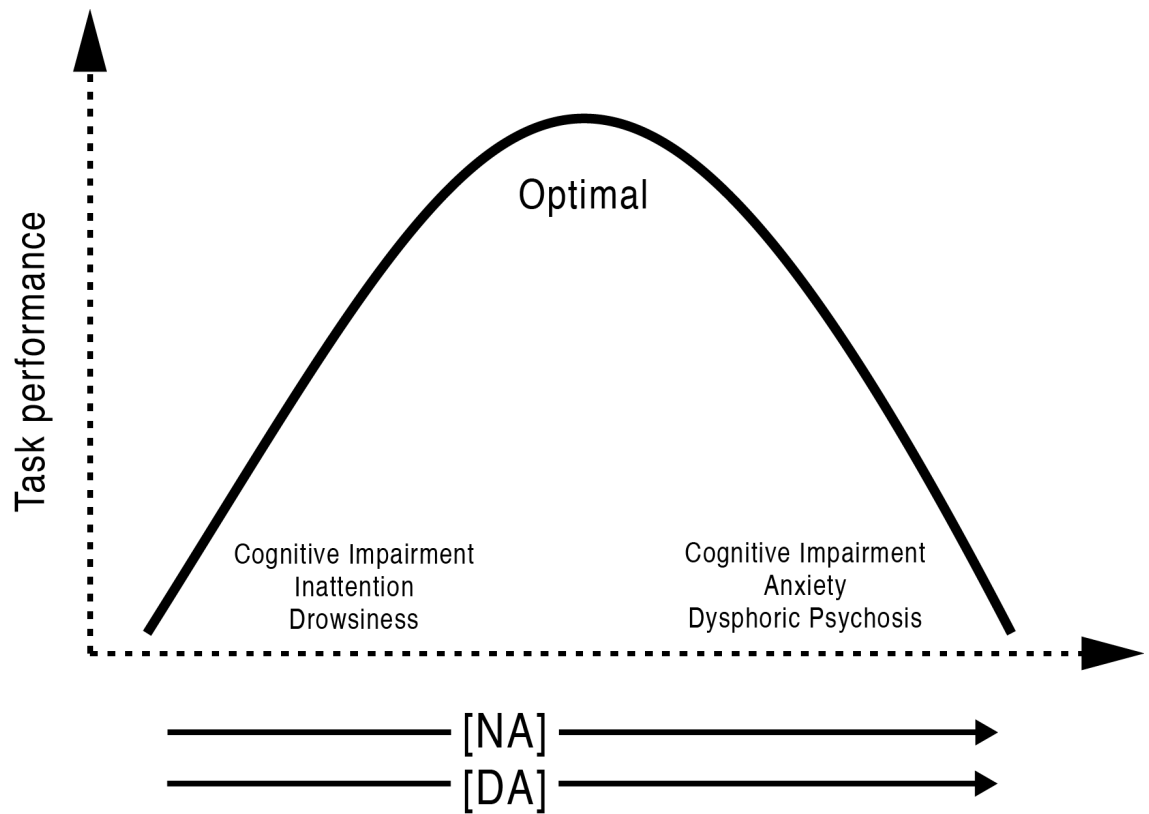 Task performance
Optimal
Cognitive Impairment
Inattention
Drowsiness
Cognitive Impairment
Anxiety
Dysphoric Psychosis
[NA]
[DA]